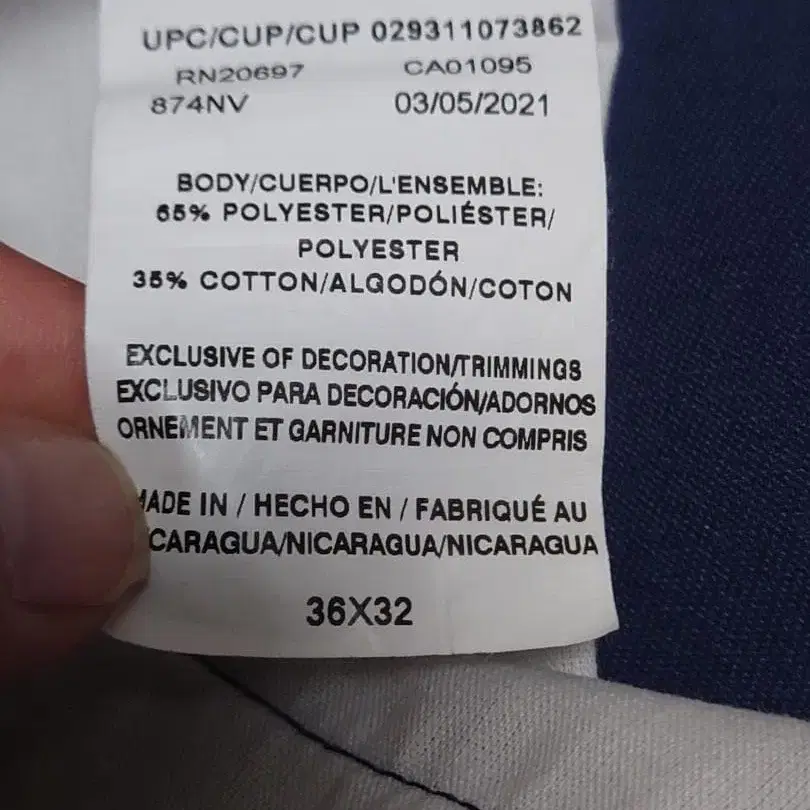 UPC/CUP/CUP 029311073862
RN20697 CA01095
874NV 03/05/2021
BODY/CUERPO/L'ENSEMBLE:
65% POLYESTER/POLIÉSTER/
POLYESTER
35% COTTON/ALGODÓN/COTON
EXCLUSIVE OF DECORATION/TRIMMINGS
EXCLUSIVO PARA DECORACIÓN/ADORNOS
ORNEMENT ET GARNITURE NON COMPRIS
MADE IN / HECHO EN / FABRIQUÉ AU
NICARAGUA/NICARAGUA/NICARAGUA
36X32